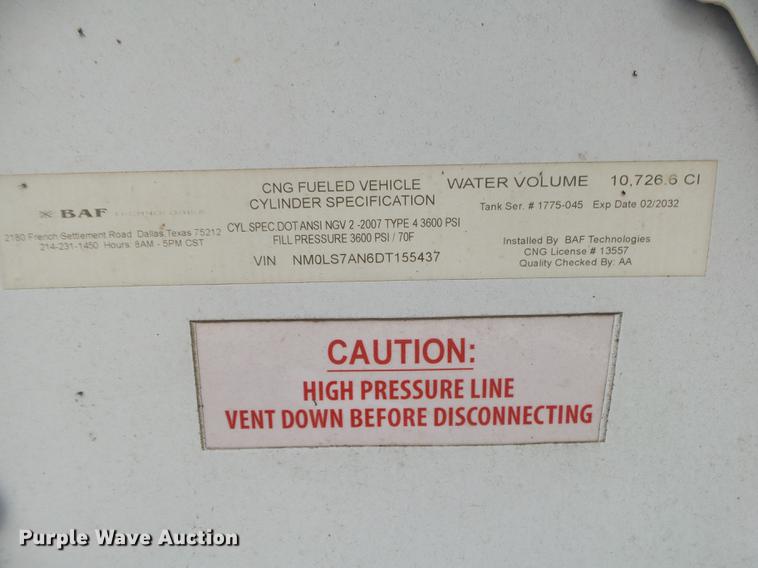 BAF TECHNOLOGIES
2180 French Settlement Road Dallas, Texas 75212
214-231-1450 Hours: 8AM - 5PM CST
CNG FUELED VEHICLE
CYLINDER SPECIFICATION
CYL.SPEC.DOT ANSI NGV 2 -2007 TYPE 4 3600 PSI
FILL PRESSURE 3600 PSI / 70F
VIN NM0LS7AN6DT155437
WATER VOLUME 10,726.6 CI
Tank Ser. # 1775-045 Exp Date 02/2032
Installed By BAF Technologies
CNG License # 13557
Quality Checked By: AA
CAUTION:
HIGH PRESSURE LINE
VENT DOWN BEFORE DISCONNECTING
Purple Wave Auction